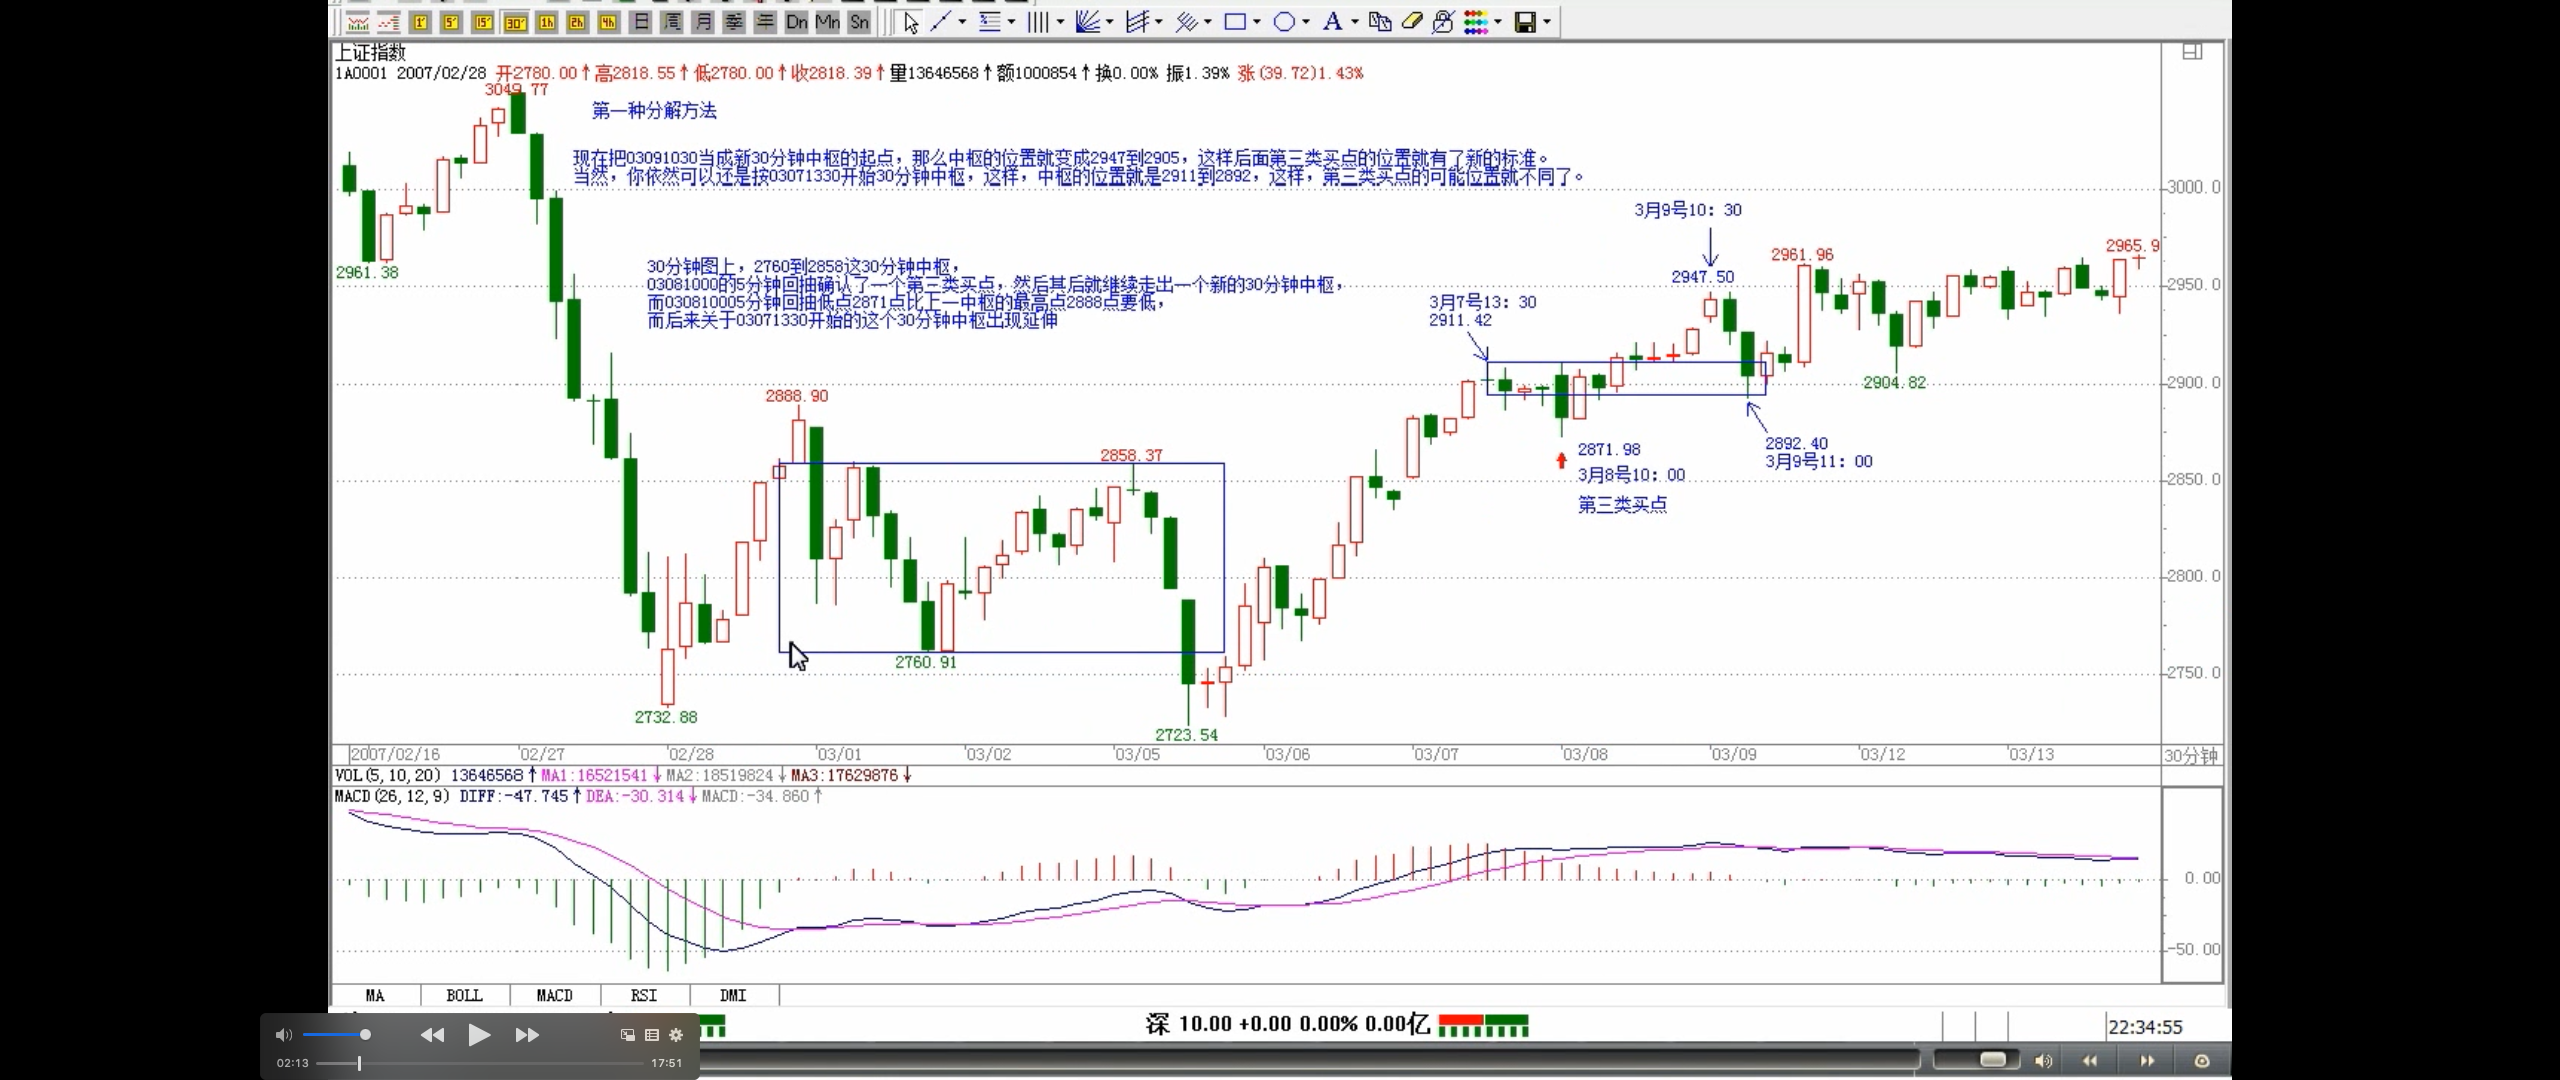 1' 5' 15' 30' 1h 2h 4h 日 周 月 季 年 Dn Mn Sn A
上证指数
1A0001 2007/02/28 开2780.00↑高2818.55↑低2780.00↑收2818.39↑量13646568↑额1000854↑换0.00% 振1.39% 涨(39.72)1.43%
3049.77
第一种分解方法
现在把03091030当成新30分钟中枢的起点，那么中枢的位置就变成2947到2905，这样后面第三类买点的位置就有了新的标准。
当然，你依然可以还是按03071330开始30分钟中枢，这样，中枢的位置就是2911到2892，这样，第三类买点的可能位置就不同了。
3000.0
3月9号10：30
2961.96
2965.9
2961.38
30分钟图上，2760到2858这30分钟中枢，
2947.50
03081000的5分钟回抽确认了一个第三类买点，然后其后就继续走出一个新的30分钟中枢，
2950.0
而030810005分钟回抽低点2871点比上一中枢的最高点2888点要低，
3月7号13：30
而后来关于03071330开始的这个30分钟中枢出现延伸
2911.42
2904.82
2900.0
2888.90
2892.40
3月9号11：00
2871.98
2858.37
3月8号10：00
2850.0
第三类买点
2800.0
2760.91
2750.0
2732.88
2723.54
2007/02/16 02/27 02/28 03/01 03/02 03/05 03/06 03/07 03/08 03/09 03/12 03/13 30分钟
VOL(5,10,20) 13646568↑MA1:16521541↓MA2:18519824↓MA3:17629876↓
MACD(26,12,9) DIFF:-47.745↑DEA:-30.314↓MACD:-34.860↑
0.00
-50.00
MA BOLL MACD RSI DMI
深 10.00 +0.00 0.00% 0.00亿
22:34:55
02:13 17:51